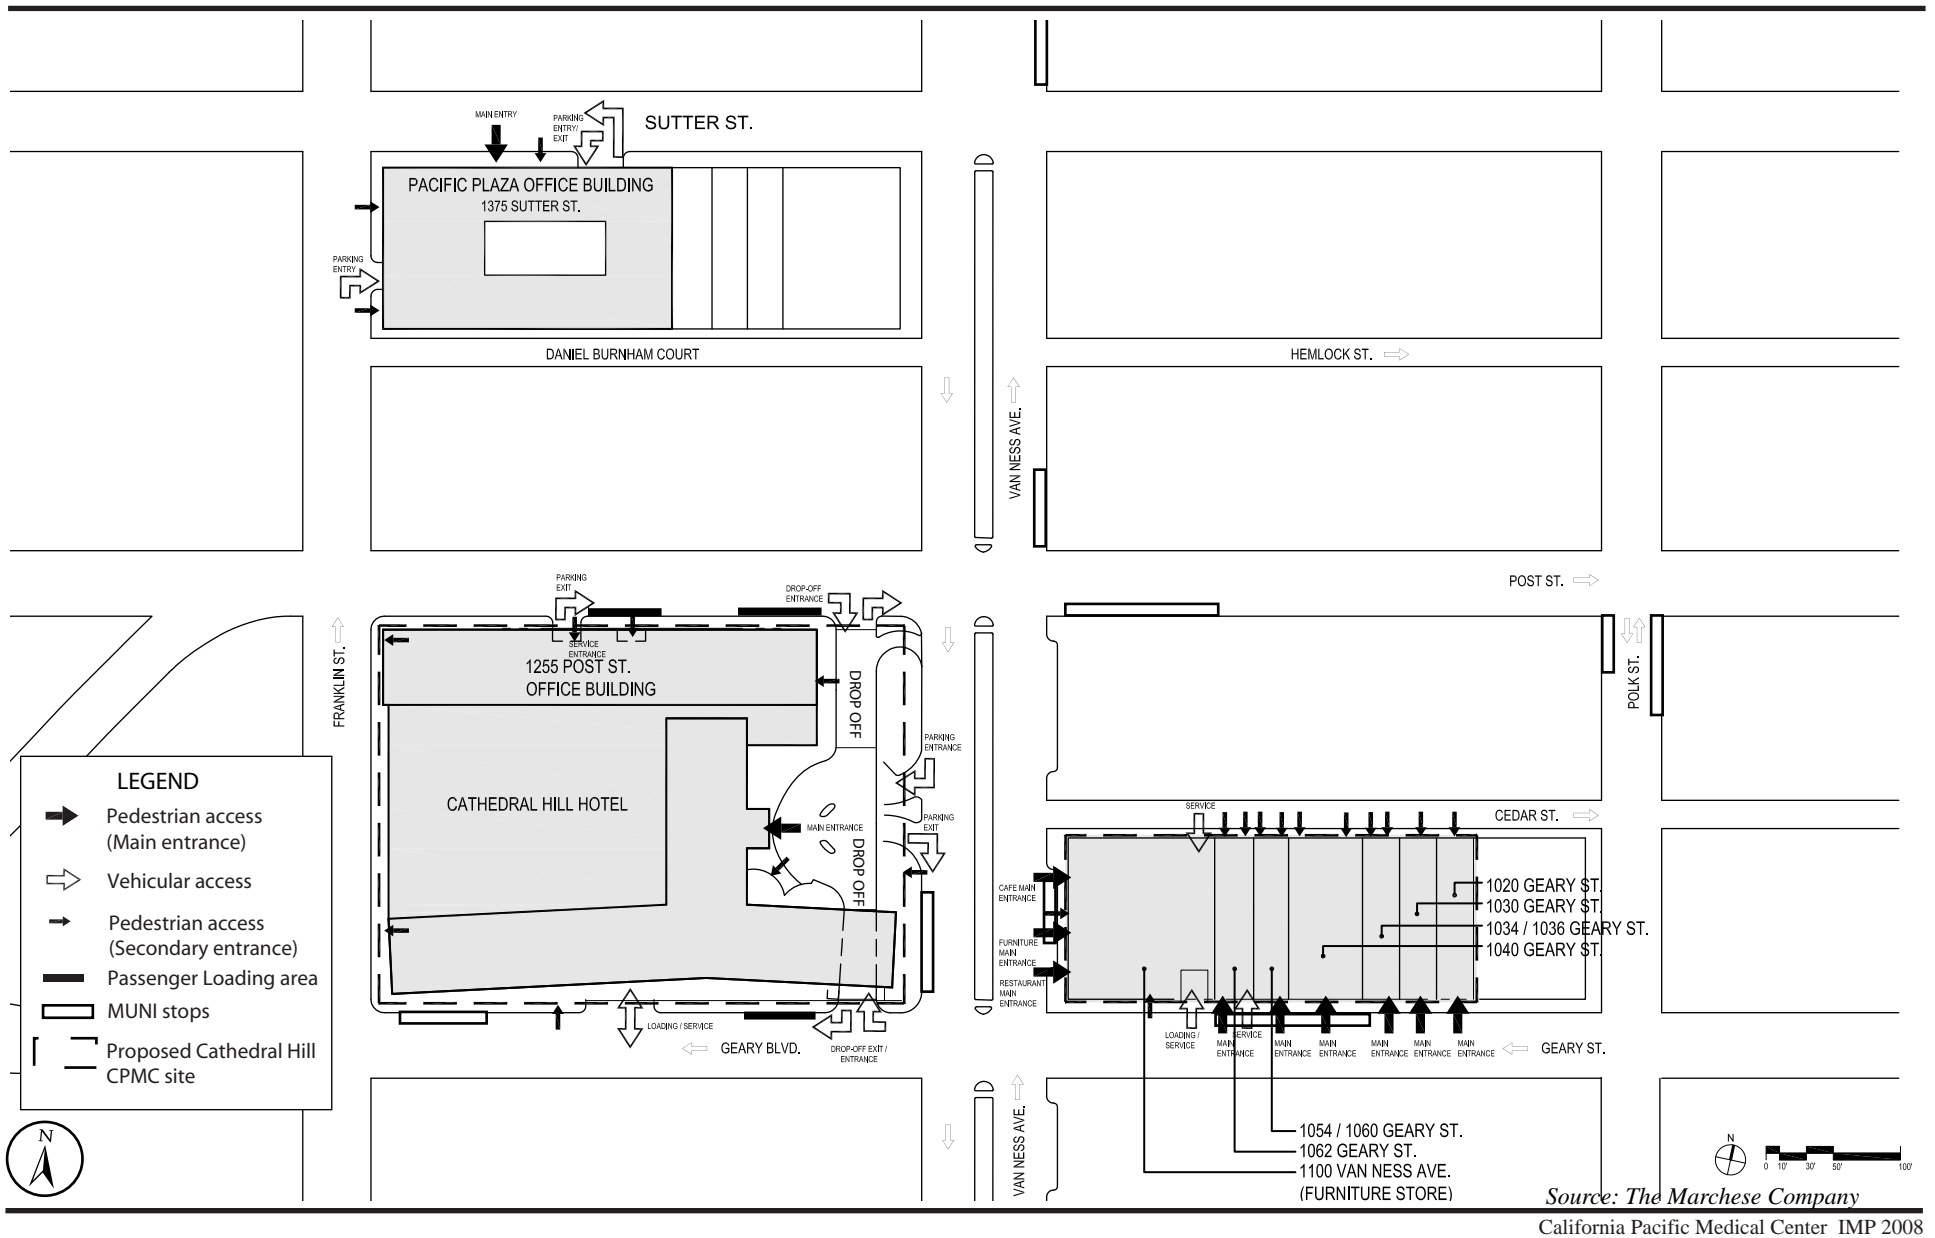 MAIN ENTRY
PARKING
ENTRY/
EXIT
SUTTER ST.
PACIFIC PLAZA OFFICE BUILDING
1375 SUTTER ST.
PARKING
ENTRY
DANIEL BURNHAM COURT
HEMLOCK ST.
VAN NESS AVE.
POST ST.
PARKING
EXIT
DROP-OFF
ENTRANCE
SERVICE
ENTRANCE
1255 POST ST.
OFFICE BUILDING
FRANKLIN ST.
DROP OFF
POLK ST.
PARKING
ENTRANCE
CATHEDRAL HILL HOTEL
MAIN ENTRANCE
PARKING
EXIT
DROP OFF
SERVICE
CEDAR ST.
CAFE MAIN
ENTRANCE
FURNITURE
MAIN
ENTRANCE
RESTAURANT
MAIN
ENTRANCE
1020 GEARY ST.
1030 GEARY ST.
1034 / 1036 GEARY ST.
1040 GEARY ST.
LOADING / SERVICE
GEARY BLVD.
DROP-OFF EXIT /
ENTRANCE
LOADING /
SERVICE
MAIN
ENTRANCE
SERVICE
MAIN
ENTRANCE
MAIN
ENTRANCE
MAIN
ENTRANCE
MAIN
ENTRANCE
MAIN
ENTRANCE
GEARY ST.
VAN NESS AVE.
1054 / 1060 GEARY ST.
1062 GEARY ST.
1100 VAN NESS AVE.
(FURNITURE STORE)
LEGEND
Pedestrian access
(Main entrance)
Vehicular access
Pedestrian access
(Secondary entrance)
Passenger Loading area
MUNI stops
Proposed Cathedral Hill
CPMC site
N
N
0 10' 30' 50' 100'
Source: The Marchese Company
California Pacific Medical Center IMP 2008